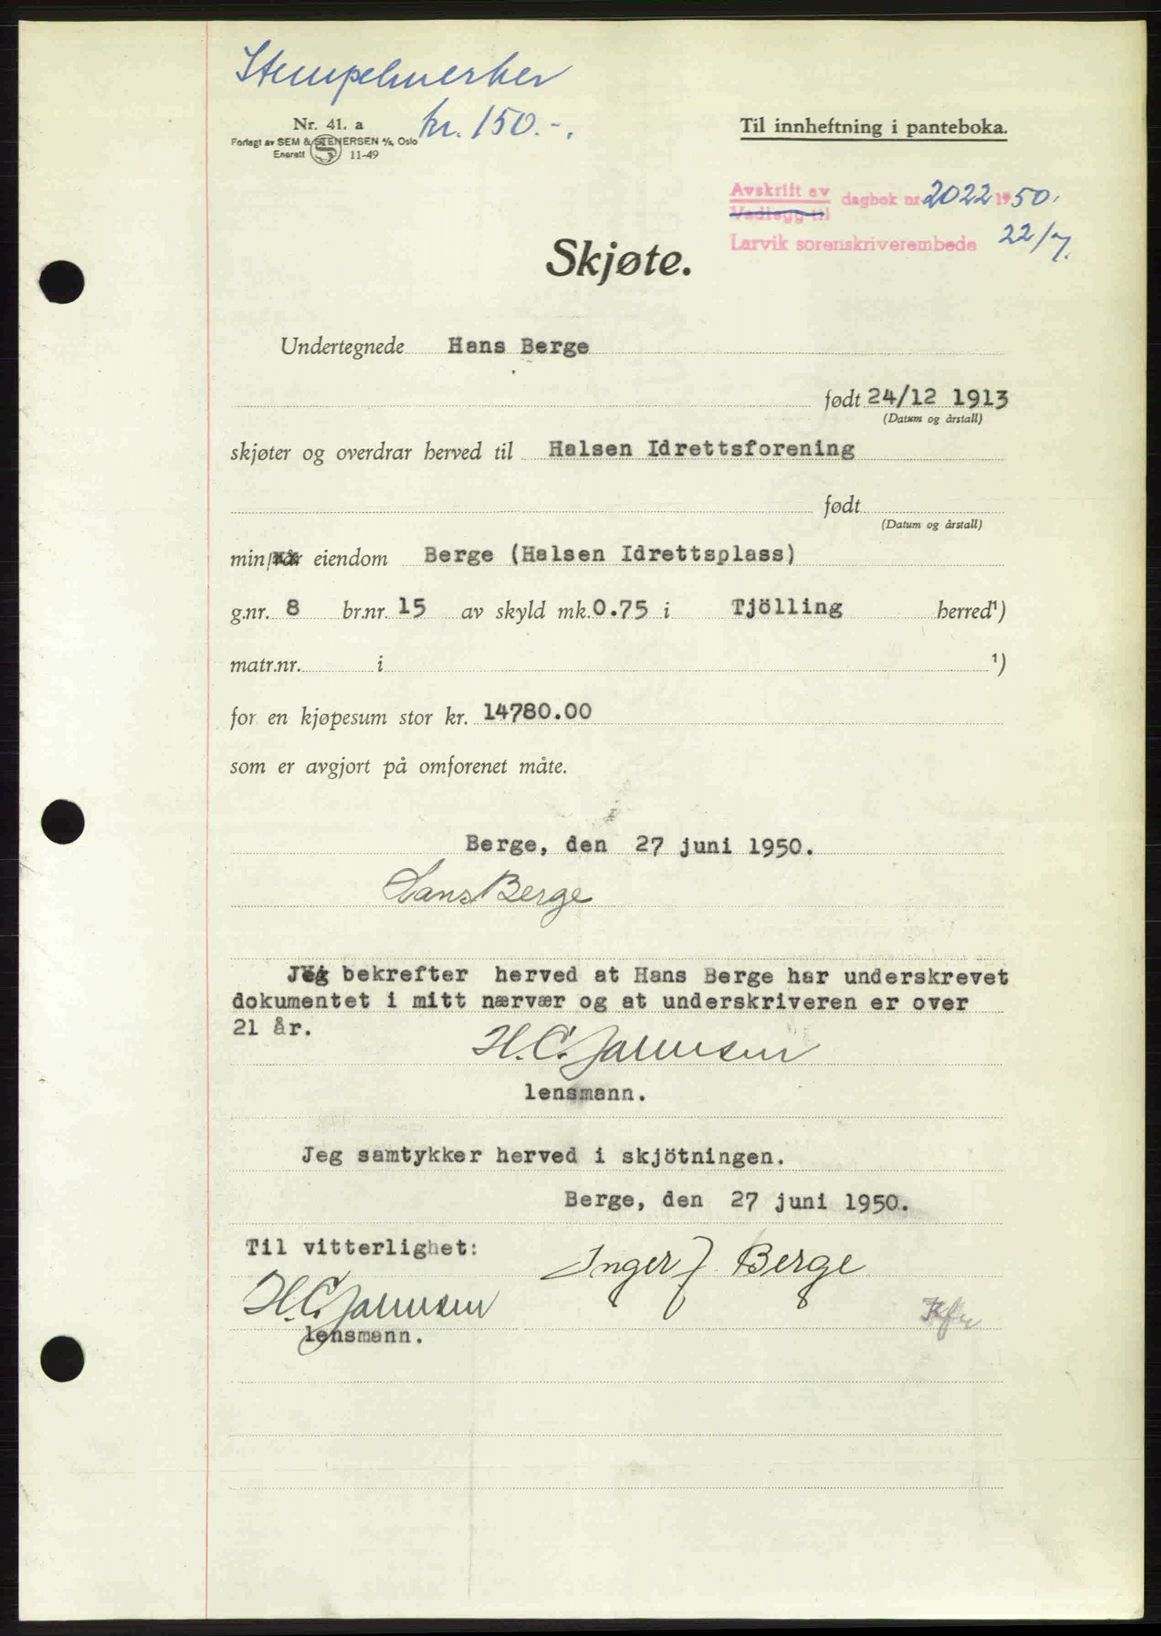 Stempelmerker
kr. 150.-.
Nr. 41. a
Forlagt av SEM & STENERSEN A/s, Oslo
Enerett S 11-49
Til innheftning i panteboka.
Avskrift av
Vedlegg til
dagbok nr 2022 1950.
Larvik sorenskriverembede 22/7.
Skjøte.
Undertegnede Hans Berge
født 24/12 1913
(Datum og årstall)
skjøter og overdrar herved til Halsen Idrettsforening
født
(Datum og årstall)
min/vår eiendom Berge (Halsen Idrettsplass)
g.nr. 8 br.nr. 15 av skyld mk. 0.75 i Tjölling herred¹)
matr.nr. i ¹)
for en kjøpesum stor kr. 14780.00
som er avgjort på omforenet måte.
Berge, den 27 juni 1950.
Hans Berge
Jeg bekrefter herved at Hans Berge har underskrevet
dokumentet i mitt nærvær og at underskriveren er over
21 år.
H.C.
lensmann.
Jeg samtykker herved i skjötningen.
Berge, den 27 juni 1950.
Til vitterlighet:
Inger J Berge
H.C.
lensmann.